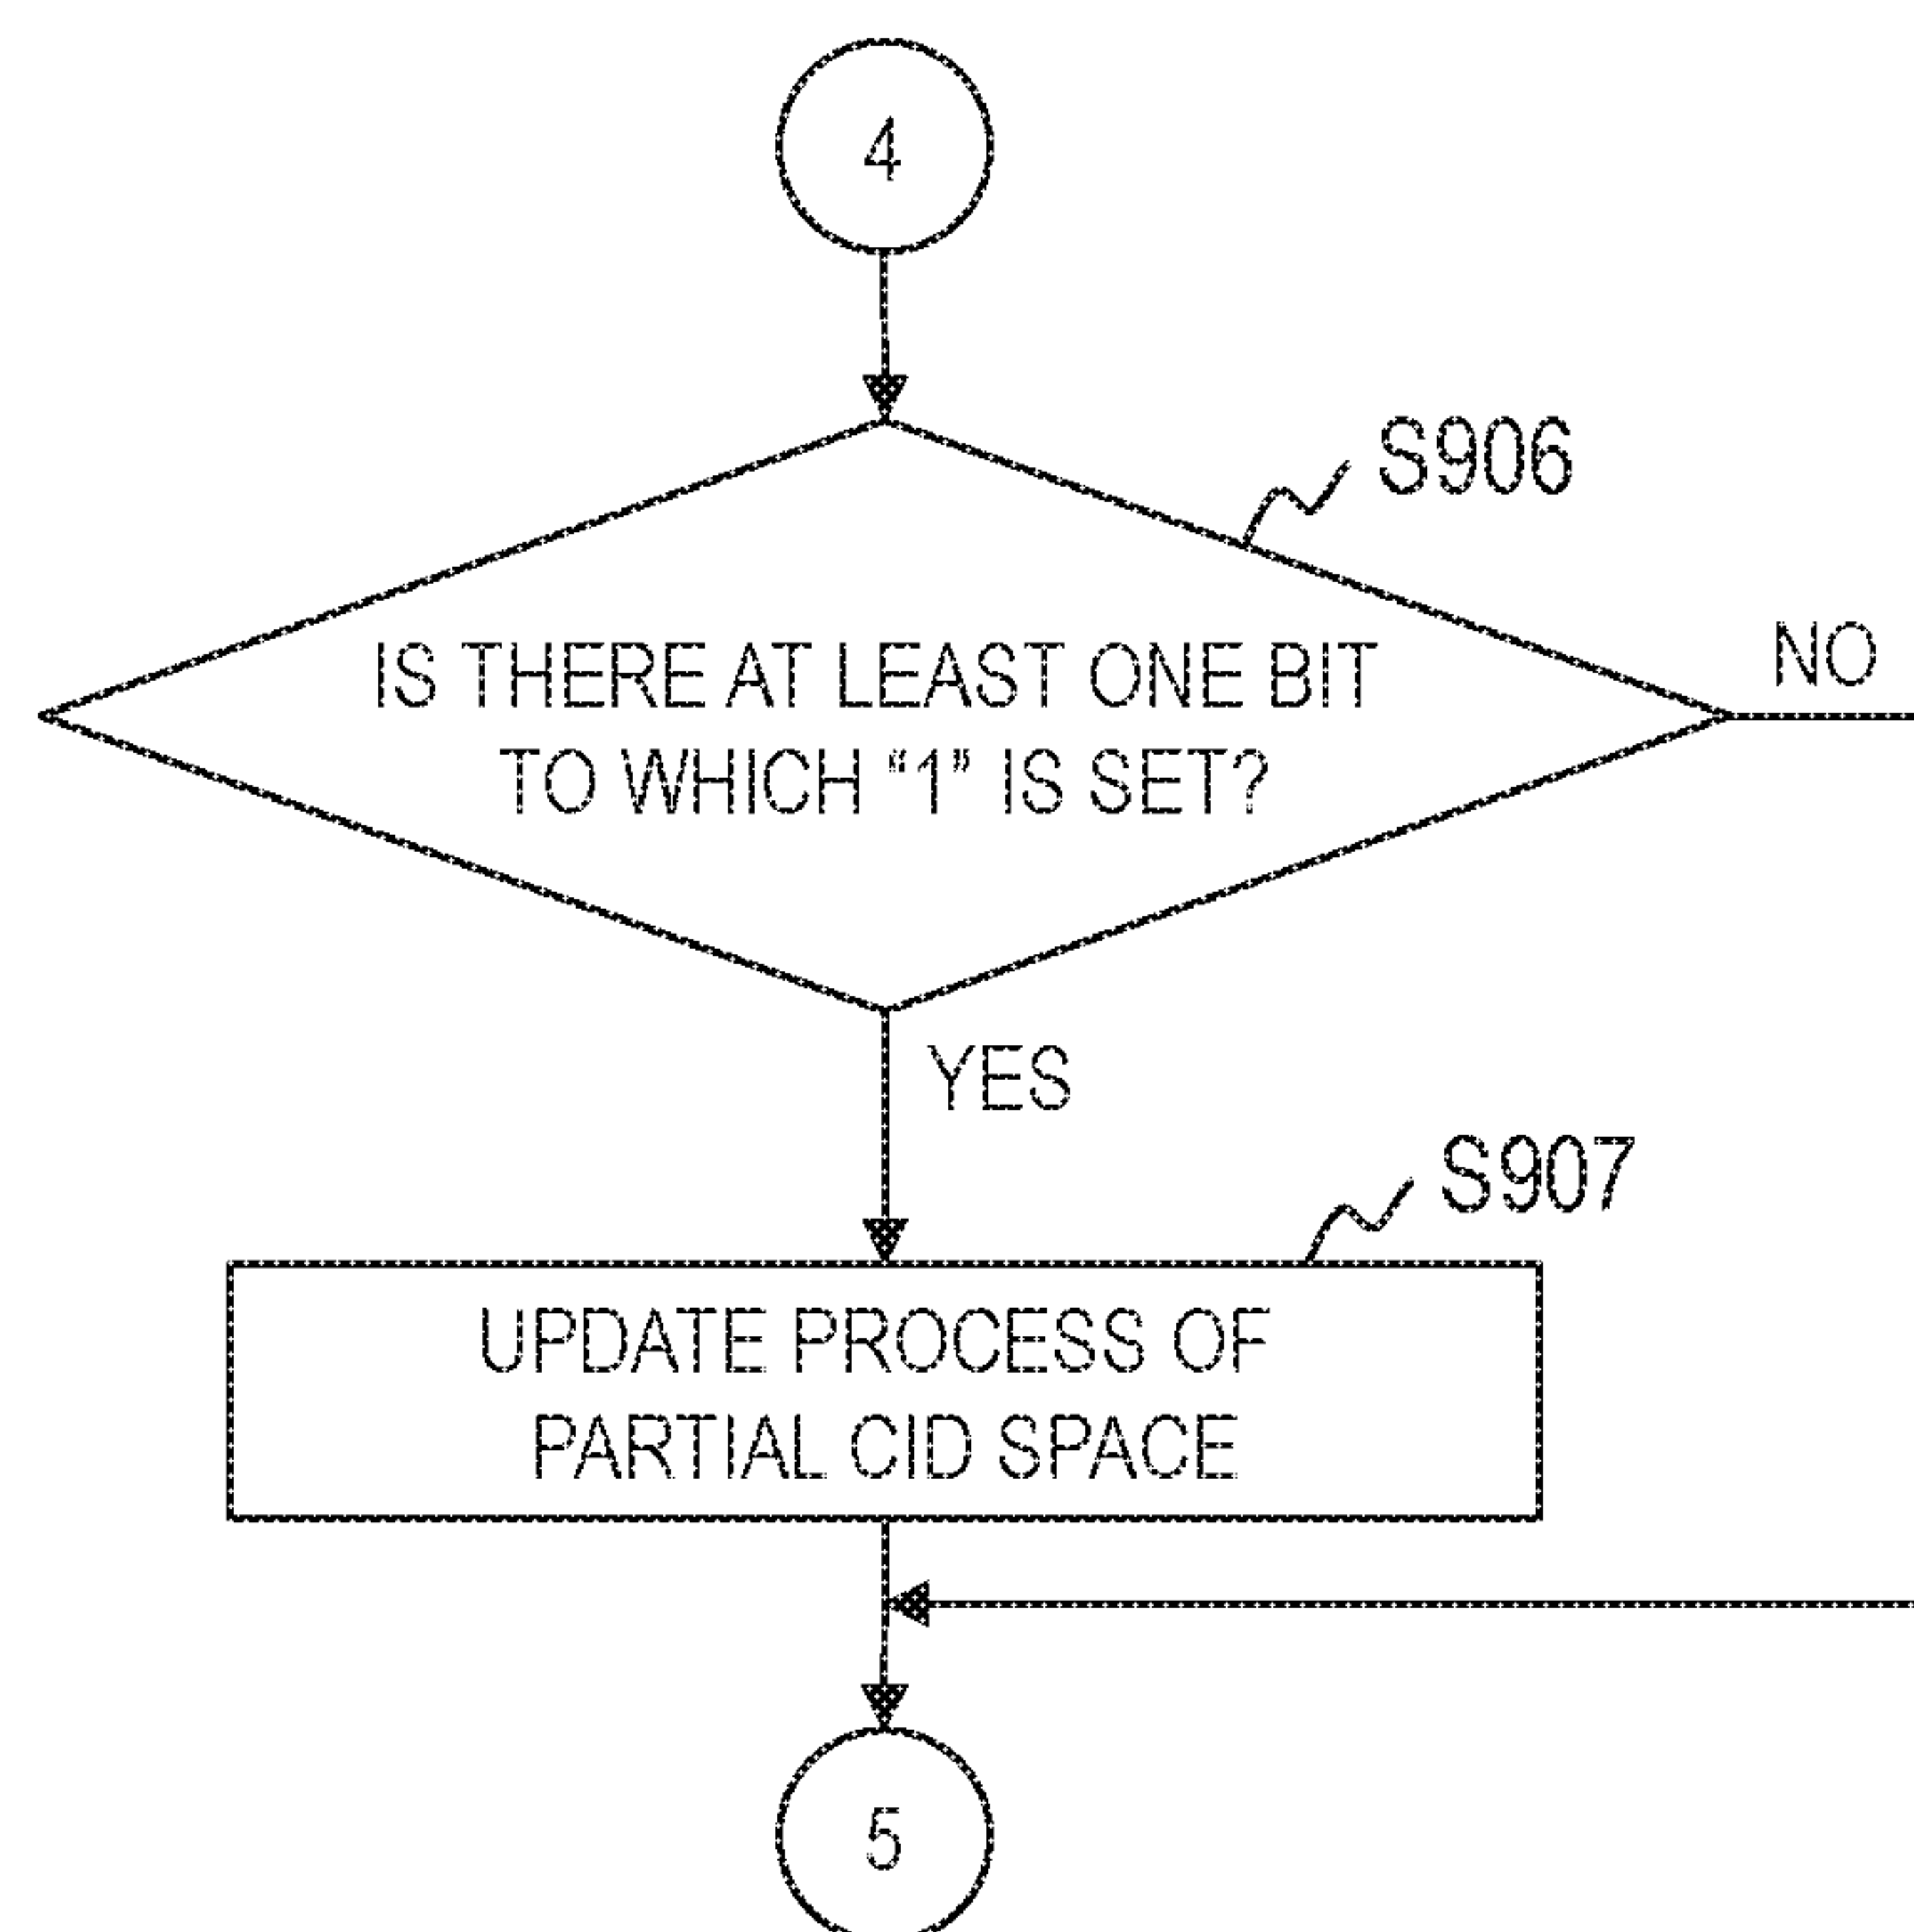 4
S906
IS THERE AT LEAST ONE BIT
TO WHICH “1” IS SET?
NO
YES
S907
UPDATE PROCESS OF
PARTIAL CID SPACE
5